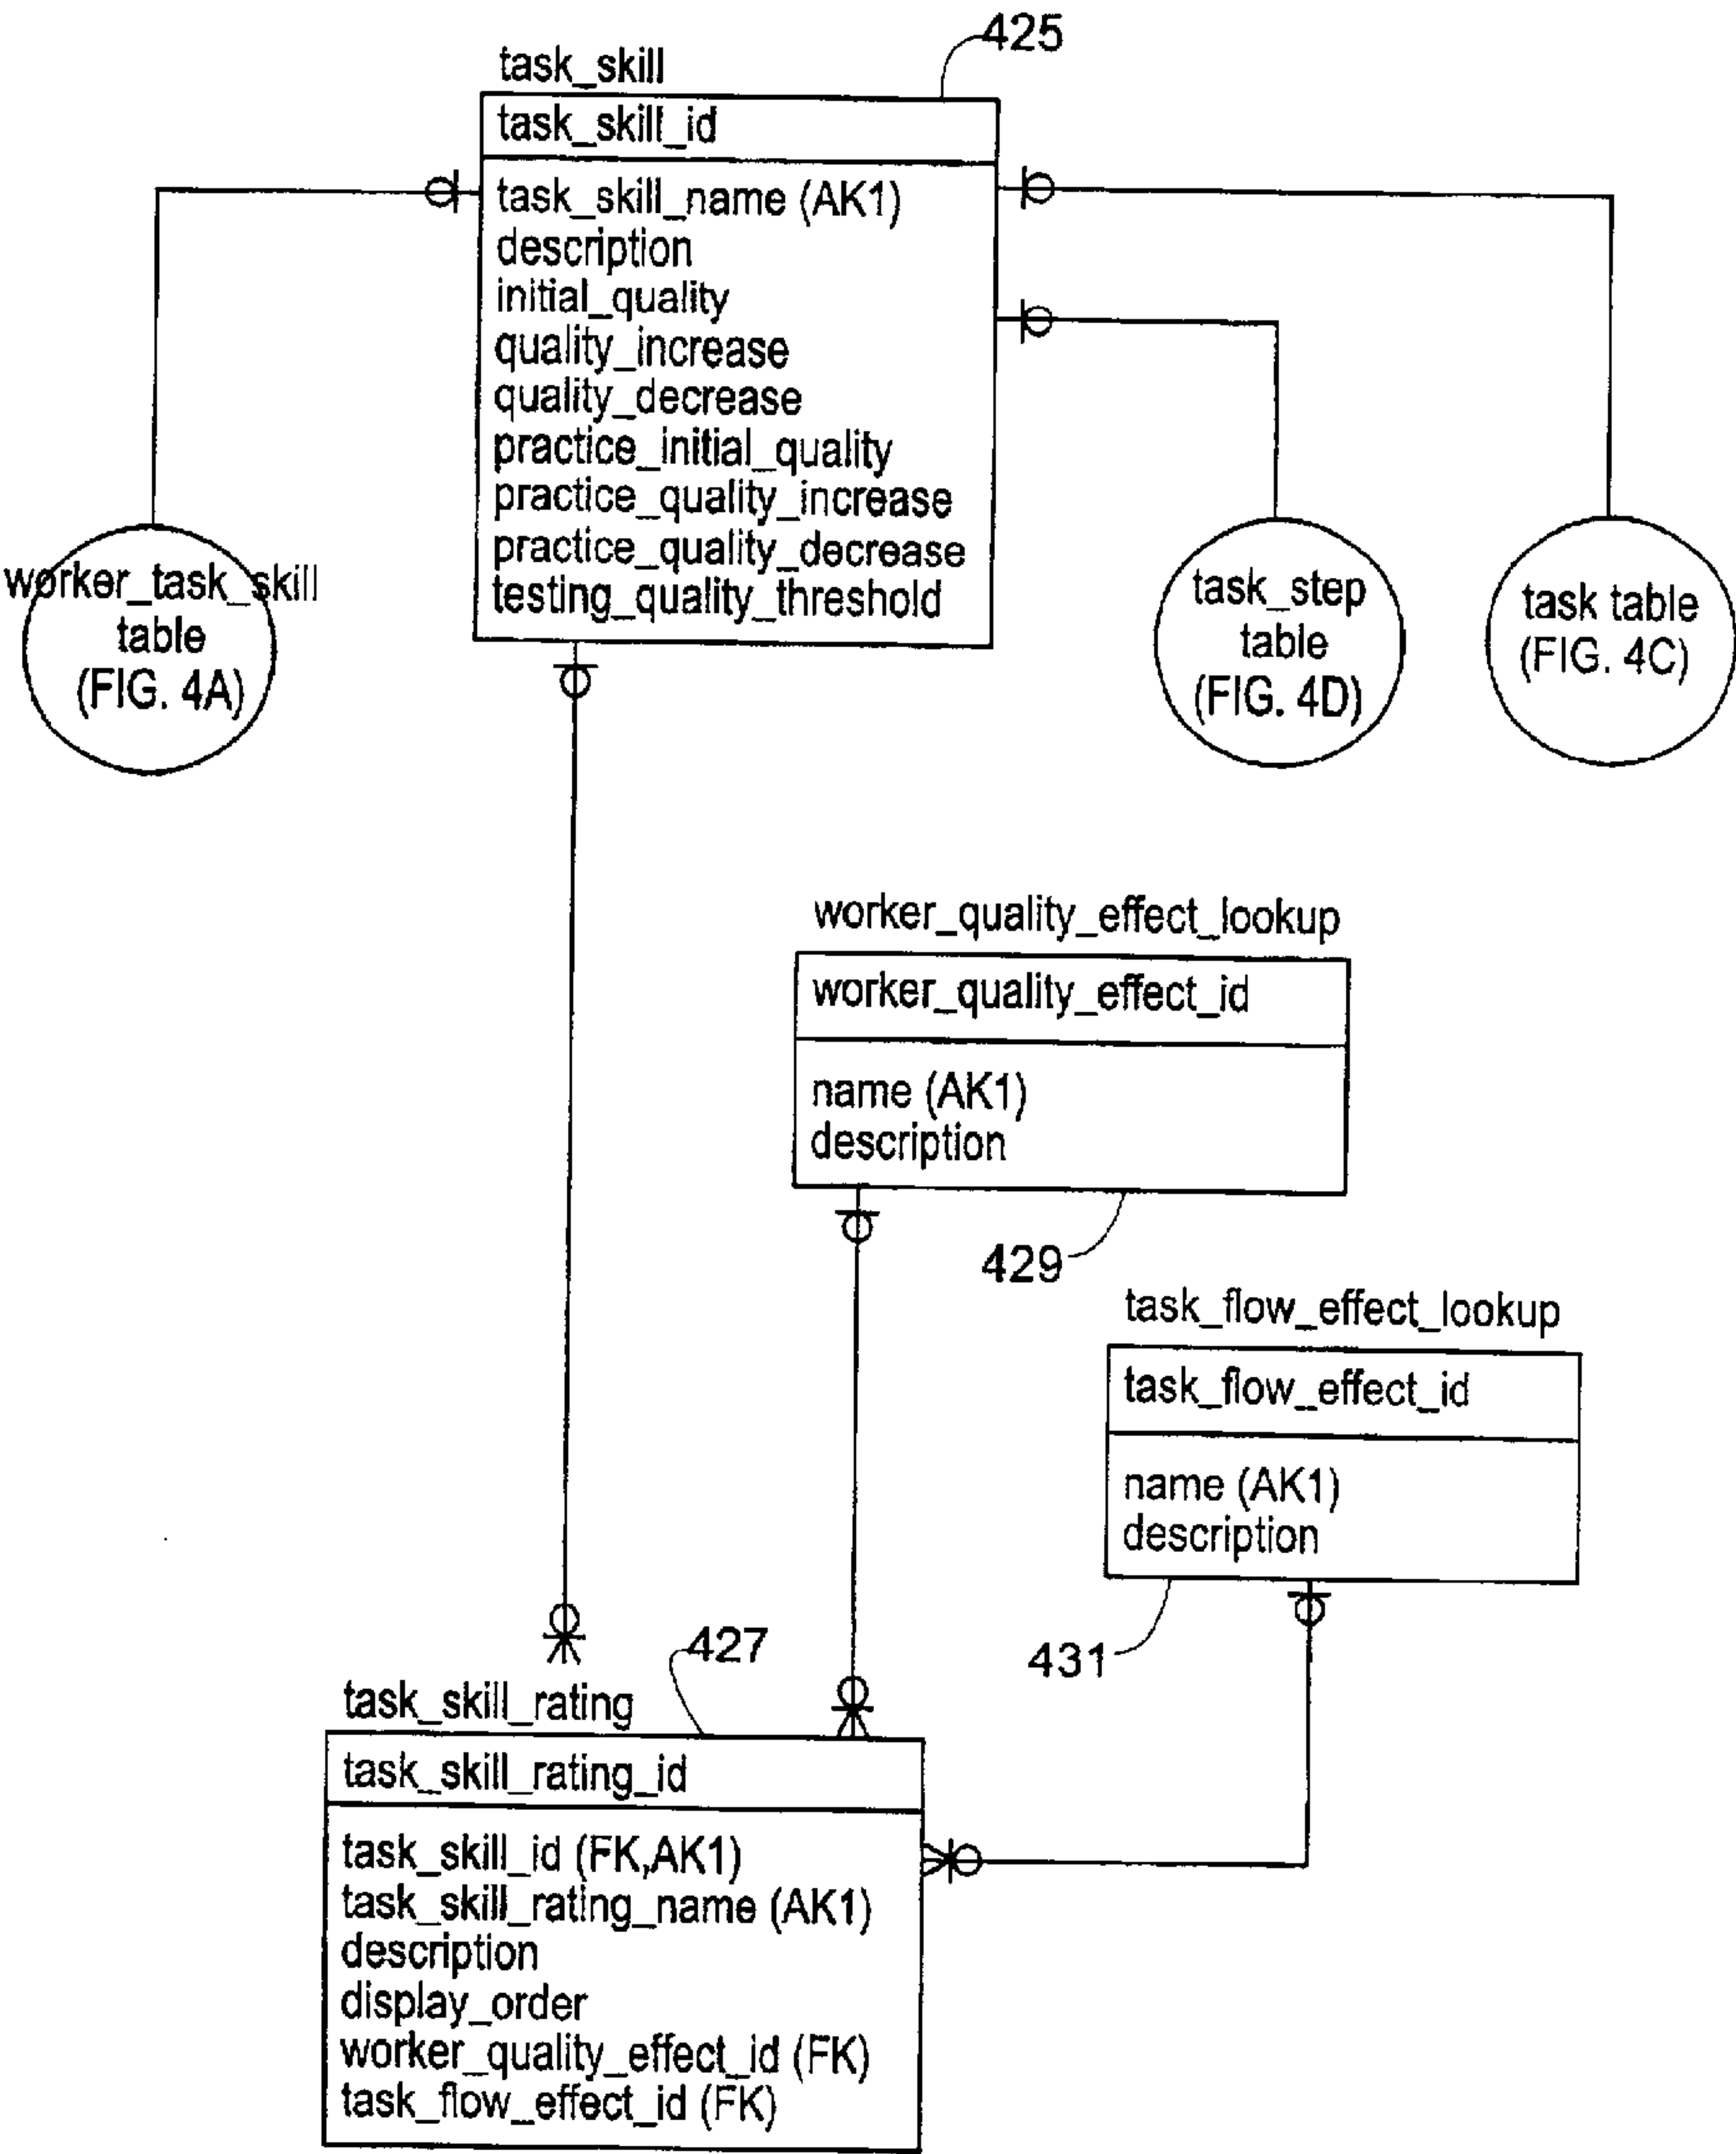 425
task_skill
task_skill_id
task_skill_name (AK1)
description
initial_quality
quality_increase
quality_decrease
practice_initial_quality
practice_quality_increase
practice_quality_decrease
testing_quality_threshold
worker_task_skill
table
(FIG. 4A)
task_step
table
(FIG. 4D)
task table
(FIG. 4C)
worker_quality_effect_lookup
worker_quality_effect_id
name (AK1)
description
429
task_flow_effect_lookup
task_flow_effect_id
name (AK1)
description
431
427
task_skill_rating
task_skill_rating_id
task_skill_id (FK,AK1)
task_skill_rating_name (AK1)
description
display_order
worker_quality_effect_id (FK)
task_flow_effect_id (FK)